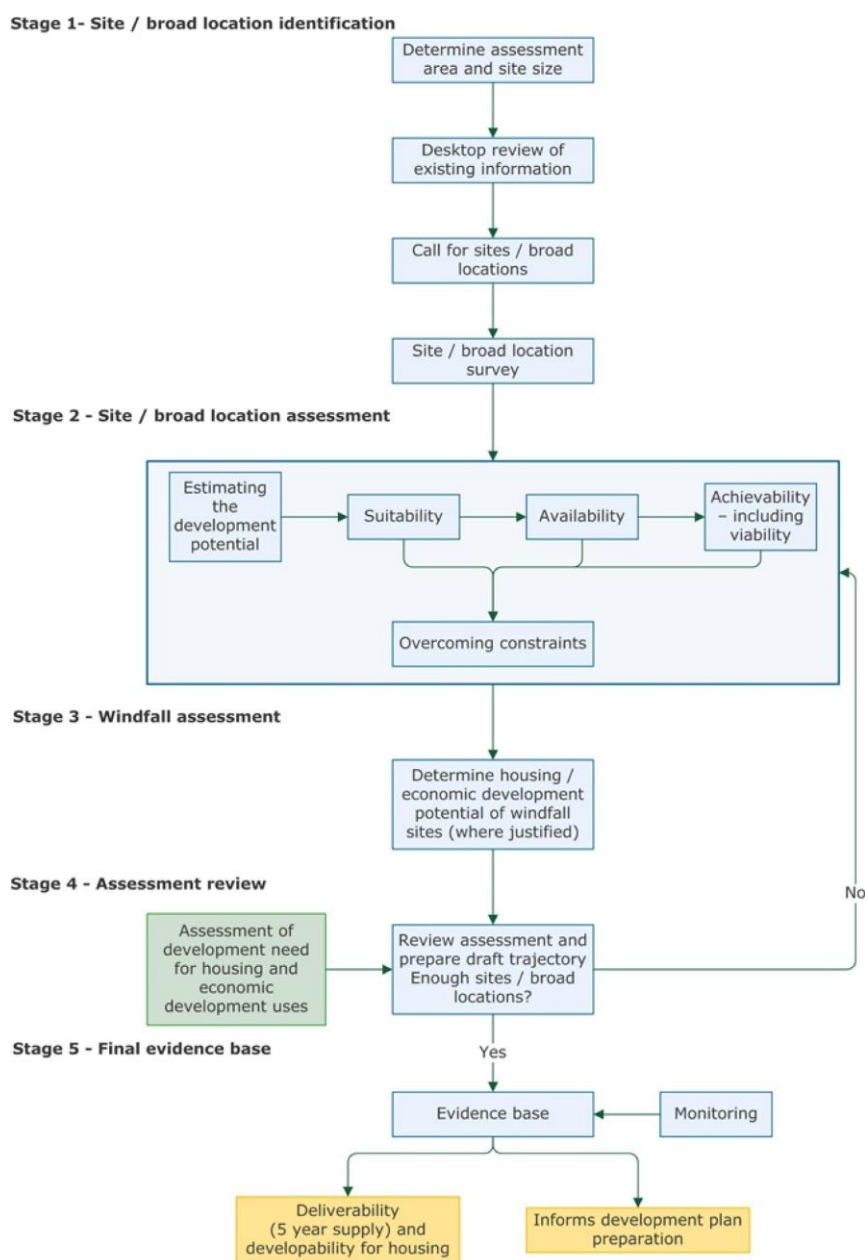 Stage 1- Site / broad location identification
Determine assessment
area and site size
Desktop review of
existing information
Call for sites / broad
locations
Site / broad location
survey
Stage 2 - Site / broad location assessment
Estimating
the
development
potential
Suitability
Availability
Achievability
– including
viability
Overcoming constraints
Stage 3 - Windfall assessment
Determine housing /
economic development
potential of windfall
sites (where justified)
Stage 4 - Assessment review
No
Assessment of
development need
for housing and
economic
development uses
Review assessment and
prepare draft trajectory
Enough sites / broad
locations?
Stage 5 - Final evidence base
Yes
Evidence base
Monitoring
Deliverability
(5 year supply) and
developability for housing
Informs development plan
preparation